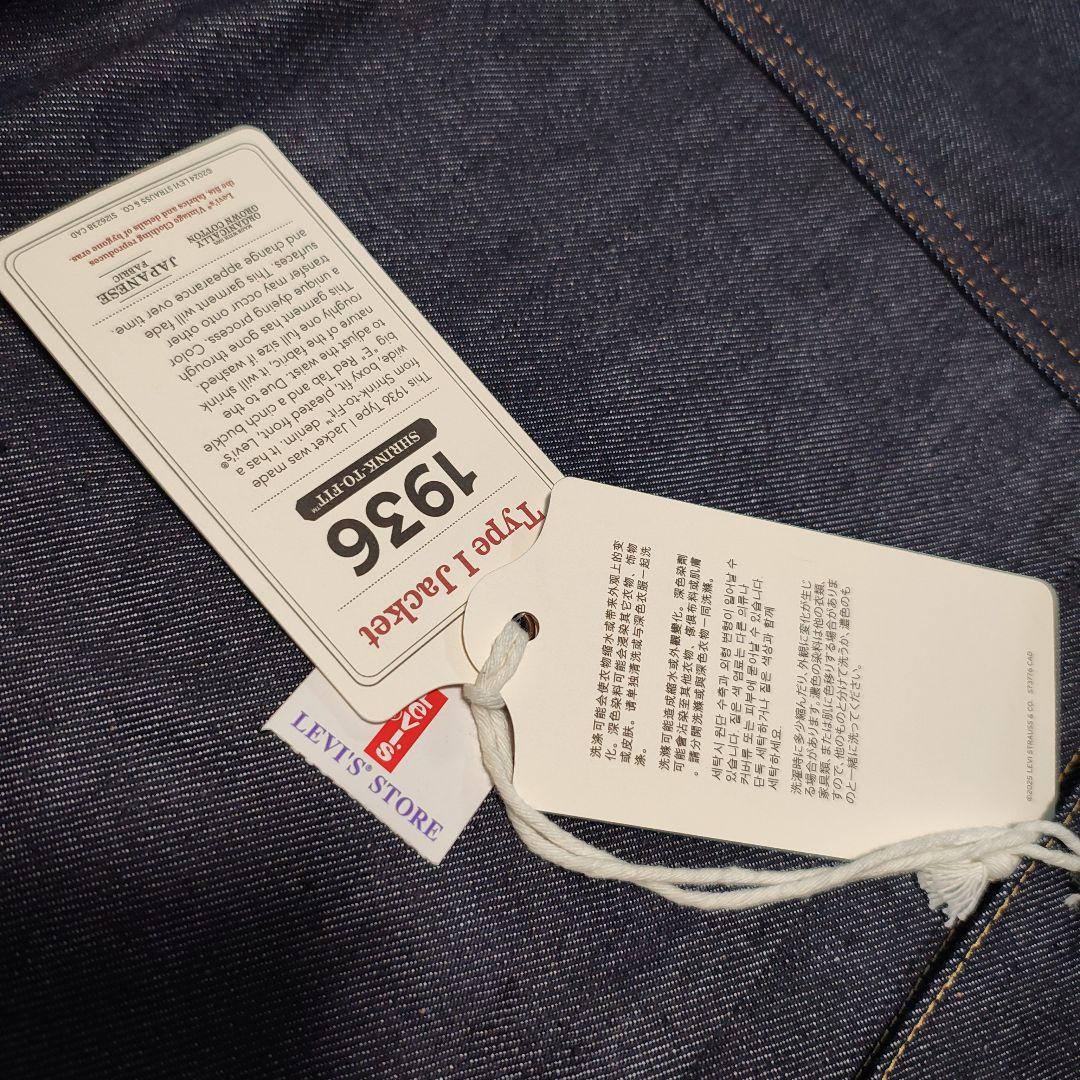 Type I Jacket
1936
SHRINK-TO-FIT™
This 1936 Type I Jacket was made
from Shrink-to-Fit™ denim. It has a
wide, boxy fit, pleated front, Levi's®
"E" Red Tab and a cinch buckle
to adjust the waist. Due to the
nature of the fabric, it will shrink
roughly one full size if washed.
This garment has gone through
a unique dyeing process. Color
transfer may occur onto other
surfaces. This garment will fade
and change appearance over time.
JAPANESE
FABRIC
MADE WITH 100%
ORGANICALLY
GROWN COTTON
Levi's® Vintage Clothing reproduces
the fits, fabrics and details of bygone eras.
©2024 LEVI STRAUSS & CO. S126238 CAD
Levi's
LEVI'S® STORE
洗涤可能会使衣物缩水或带来外观上的变
化。深色染料可能会浸染其它衣物、饰物
或皮肤。请单独清洗或与深色衣服一起洗
涤。
洗滌可能造成縮水或外觀變化。深色染劑
可能會沾染至其他衣物、傢俱布料或肌膚
。請分開洗滌或與深色衣物一同洗滌。
세탁시 원단 수축과 외형 변형이 일어날 수
있습니다. 짙은 색 염료는 다른 의류나
커버류 또는 피부에 묻어날 수 있습니다.
단독 세탁하거나 짙은 색상과 함께
세탁하세요.
洗濯時に多少縮んだり、外観に変化が生じ
る場合があります。濃色の染料は他の衣類、
家具類、または肌に色移りする場合がありま
すので、他のものと分けて洗うか、濃色のも
のと一緒に洗ってください。
©2025 LEVI STRAUSS & CO. ST3776 CAD